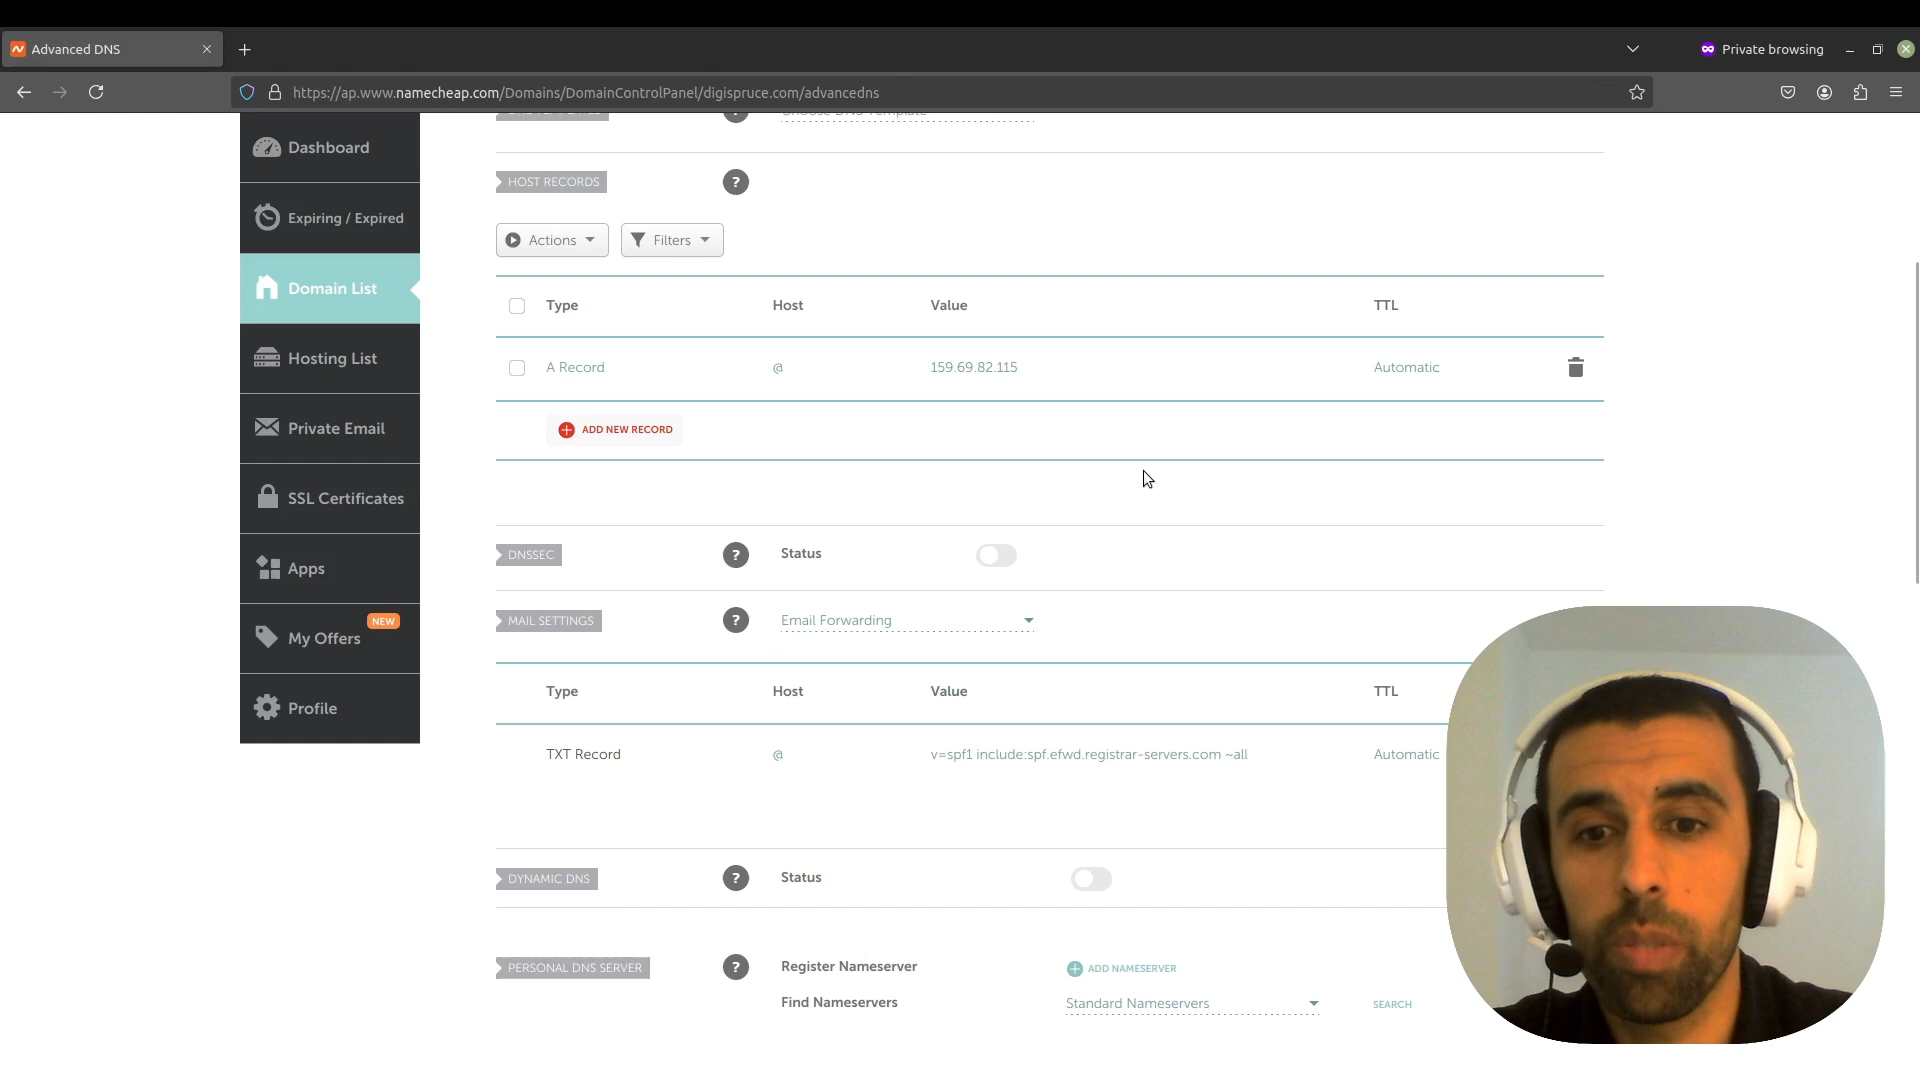 Advanced DNS
Private browsing
https://ap.www.namecheap.com/Domains/DomainControlPanel/digispruce.com/advancedns
Choose DNS Template
Dashboard
Expiring / Expired
Domain List
Hosting List
Private Email
SSL Certificates
Apps
NEW
My Offers
Profile
HOST RECORDS ?
Actions Filters
Type Host Value TTL
A Record @ 159.69.82.115 Automatic
ADD NEW RECORD
DNSSEC ? Status
MAIL SETTINGS ? Email Forwarding
Type Host Value TTL
TXT Record @ v=spf1 include:spf.efwd.registrar-servers.com ~all Automatic
DYNAMIC DNS ? Status
PERSONAL DNS SERVER ? Register Nameserver ADD NAMESERVER
Find Nameservers Standard Nameservers SEARCH